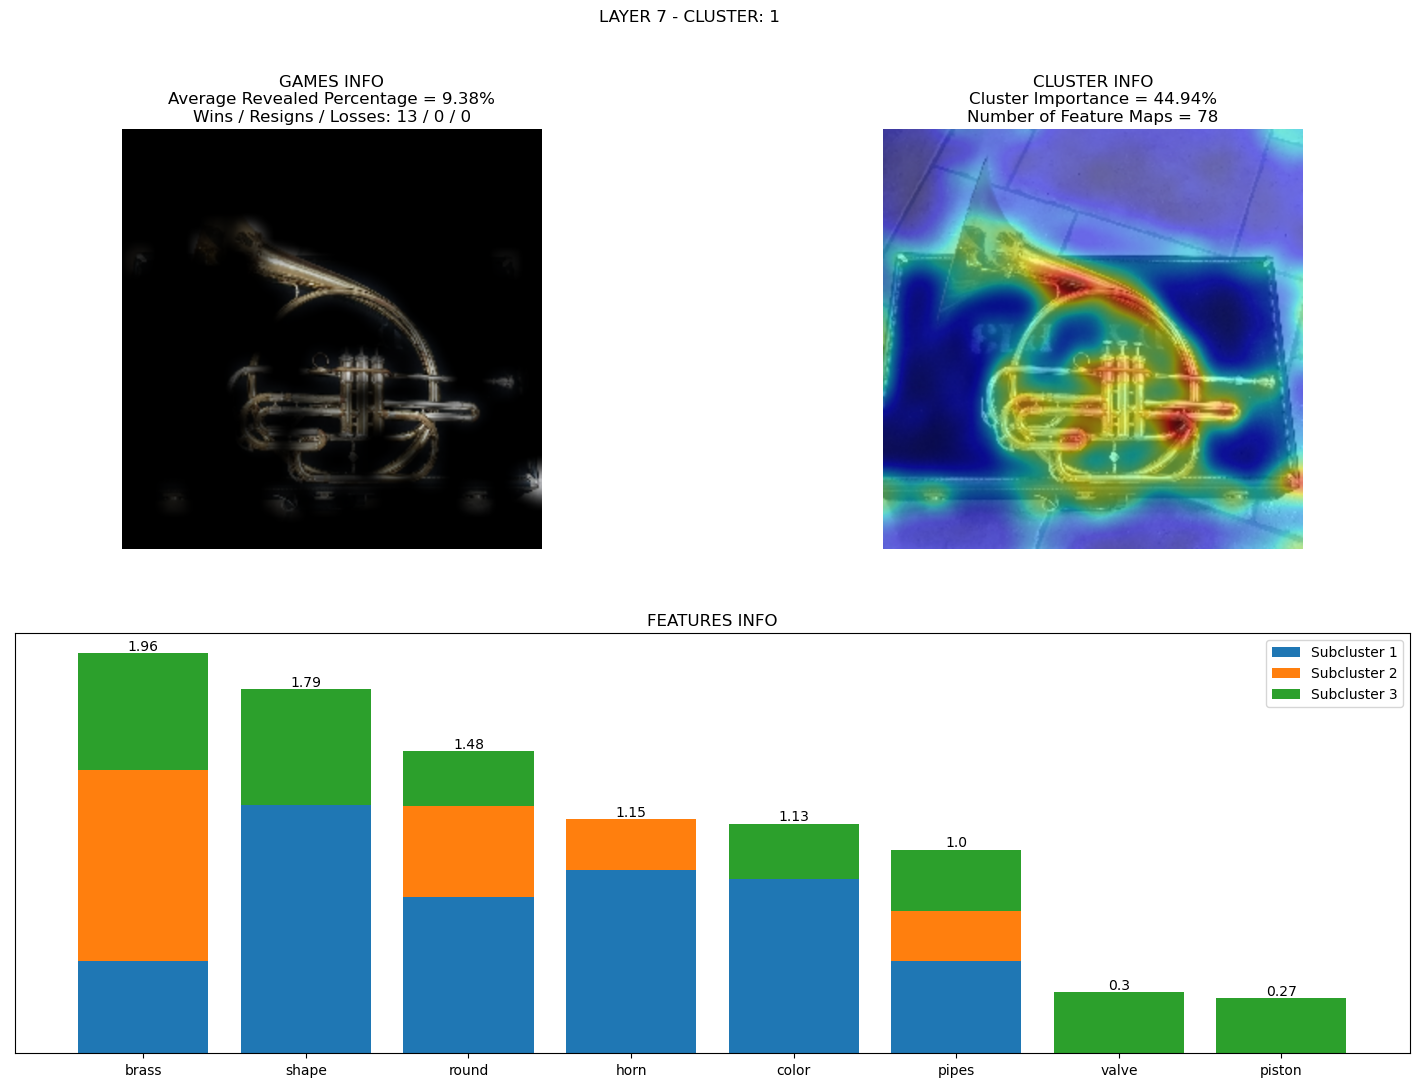 LAYER 7 - CLUSTER: 1
GAMES INFO
Average Revealed Percentage = 9.38%
Wins / Resigns / Losses: 13 / 0 / 0
CLUSTER INFO
Cluster Importance = 44.94%
Number of Feature Maps = 78
FEATURES INFO
Subcluster 1
Subcluster 2
Subcluster 3
1.96
1.79
1.48
1.15
1.13
1.0
0.3
0.27
brass
shape
round
horn
color
pipes
valve
piston